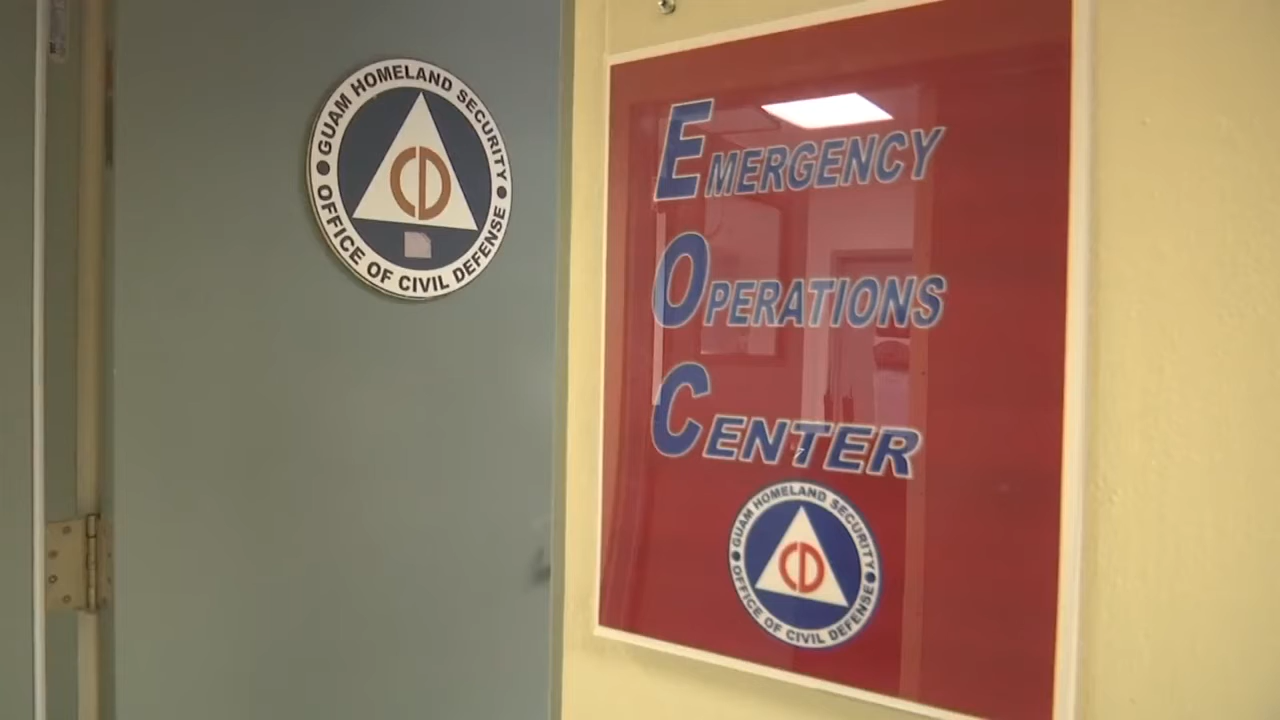 GUAM HOMELAND SECURITY
CD
OFFICE OF CIVIL DEFENSE
EMERGENCY
OPERATIONS
CENTER
GUAM HOMELAND SECURITY
CD
OFFICE OF CIVIL DEFENSE